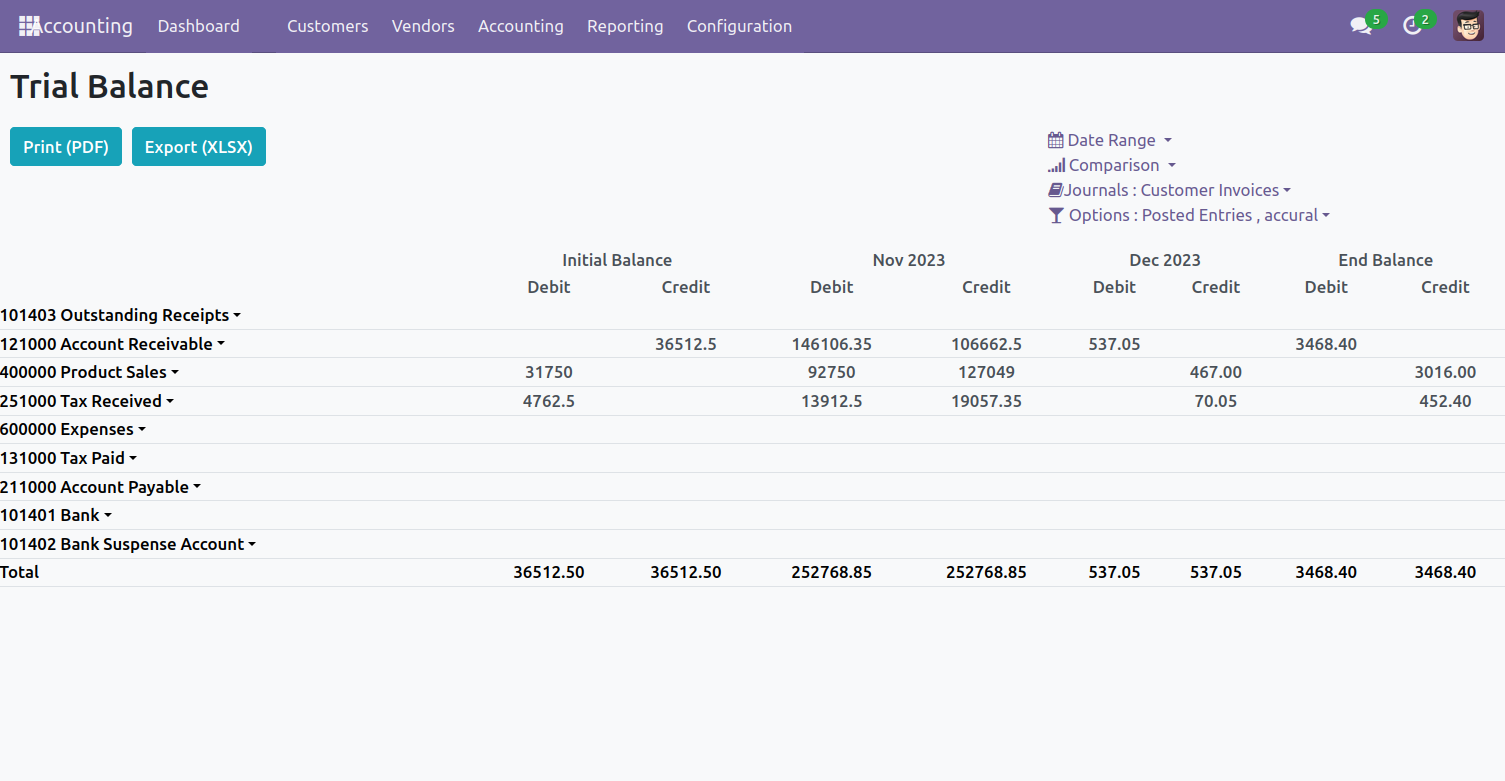 Accounting Dashboard Customers Vendors Accounting Reporting Configuration 5 2
Trial Balance
Print (PDF) Export (XLSX)
Date Range
Comparison
Journals : Customer Invoices
Options : Posted Entries , accural
Initial Balance Nov 2023 Dec 2023 End Balance
Debit Credit Debit Credit Debit Credit Debit Credit
101403 Outstanding Receipts
121000 Account Receivable 36512.5 146106.35 106662.5 537.05 3468.40
400000 Product Sales 31750 92750 127049 467.00 3016.00
251000 Tax Received 4762.5 13912.5 19057.35 70.05 452.40
600000 Expenses
131000 Tax Paid
211000 Account Payable
101401 Bank
101402 Bank Suspense Account
Total 36512.50 36512.50 252768.85 252768.85 537.05 537.05 3468.40 3468.40